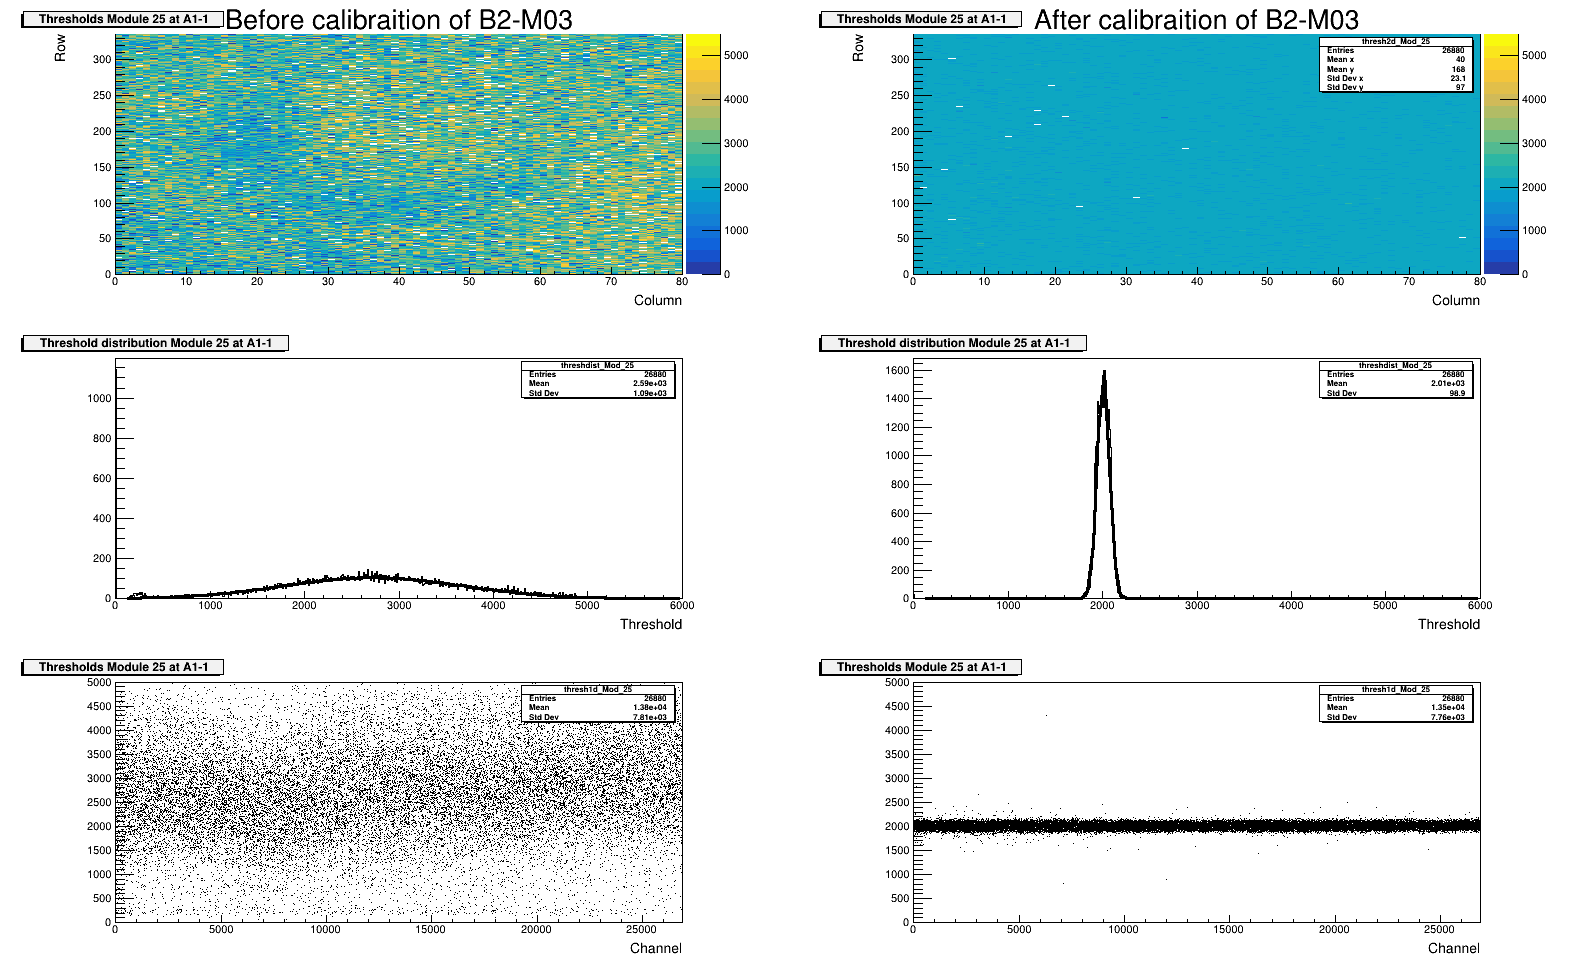 Thresholds Module 25 at A1-1
Before calibraition of B2-M03
Row
300
250
200
150
100
50
0
0 10 20 30 40 50 60 70 80
Column
5000
4000
3000
2000
1000
0
Thresholds Module 25 at A1-1
After calibraition of B2-M03
Row
300
250
200
150
100
50
0
thresh2d_Mod_25
Entries 26880
Mean x 40
Mean y 168
Std Dev x 23.1
Std Dev y 97
0 10 20 30 40 50 60 70 80
Column
5000
4000
3000
2000
1000
0
Threshold distribution Module 25 at A1-1
1000
800
600
400
200
0
threshdist_Mod_25
Entries 26880
Mean 2.59e+03
Std Dev 1.09e+03
0 1000 2000 3000 4000 5000 6000
Threshold
Threshold distribution Module 25 at A1-1
1600
1400
1200
1000
800
600
400
200
0
threshdist_Mod_25
Entries 26880
Mean 2.01e+03
Std Dev 98.9
0 1000 2000 3000 4000 5000 6000
Threshold
Thresholds Module 25 at A1-1
5000
4500
4000
3500
3000
2500
2000
1500
1000
500
0
thresh1d_Mod_25
Entries 26880
Mean 1.38e+04
Std Dev 7.81e+03
0 5000 10000 15000 20000 25000
Channel
Thresholds Module 25 at A1-1
5000
4500
4000
3500
3000
2500
2000
1500
1000
500
0
thresh1d_Mod_25
Entries 26880
Mean 1.35e+04
Std Dev 7.76e+03
0 5000 10000 15000 20000 25000
Channel